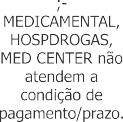 ;-
MEDICAMENTAL,
HOSPDROGAS,
MED CENTER não
atendem a
condição de
pagamento/prazo.